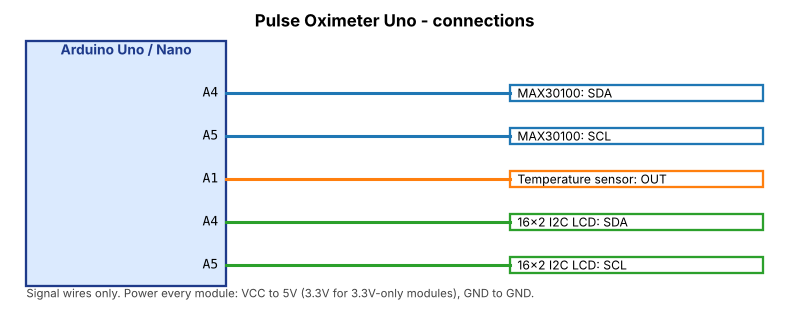 Pulse Oximeter Uno - connections
Arduino Uno / Nano
A4
MAX30100: SDA
A5
MAX30100: SCL
A1
Temperature sensor: OUT
A4
16×2 I2C LCD: SDA
A5
16×2 I2C LCD: SCL
Signal wires only. Power every module: VCC to 5V (3.3V for 3.3V-only modules), GND to GND.